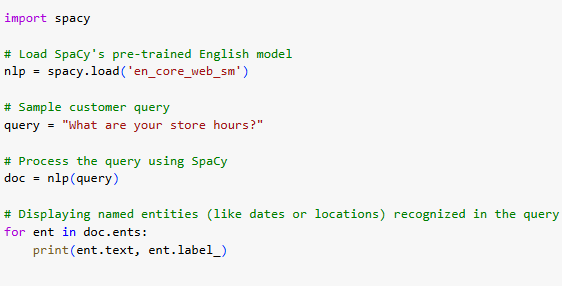 import spacy
# Load SpaCy's pre-trained English model
nlp = spacy.load('en_core_web_sm')
# Sample customer query
query = "What are your store hours?"
# Process the query using SpaCy
doc = nlp(query)
# Displaying named entities (like dates or locations) recognized in the query
for ent in doc.ents:
    print(ent.text, ent.label_)